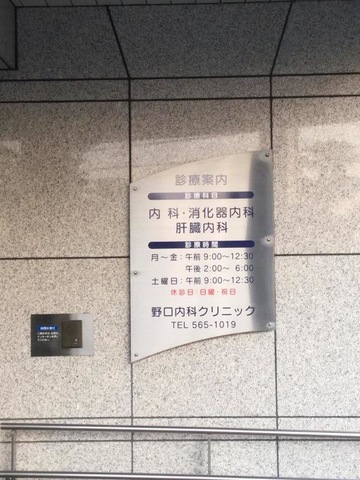 診療案内
診療科目
内 科・消化器内科
肝臓内科
診療時間
月～金：午前 9:00～12:30
午後 2:00～ 6:00
土曜日：午前 9:00～12:30
休診日：日曜・祝日
野口内科クリニック
TEL 565-1019